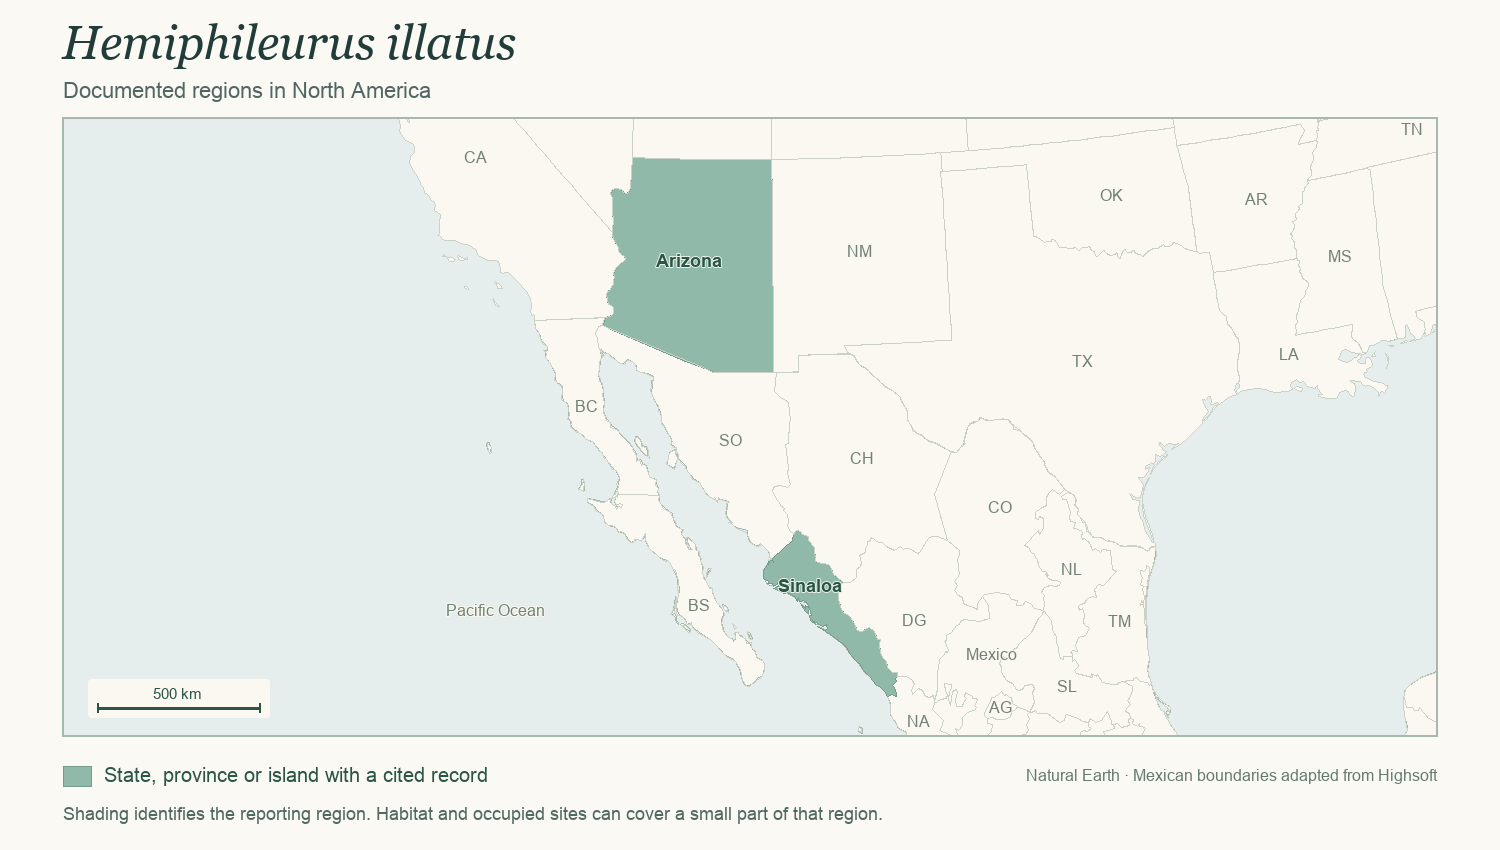 Hemiphileurus illatus
Documented regions in North America
TN
CA
OK
AR
NM
MS
Arizona
LA
TX
BC
SO
CH
CO
NL
Sinaloa
Pacific Ocean
BS
DG
TM
Mexico
SL
500 km
NA
AG
State, province or island with a cited record
Natural Earth · Mexican boundaries adapted from Highsoft
Shading identifies the reporting region. Habitat and occupied sites can cover a small part of that region.